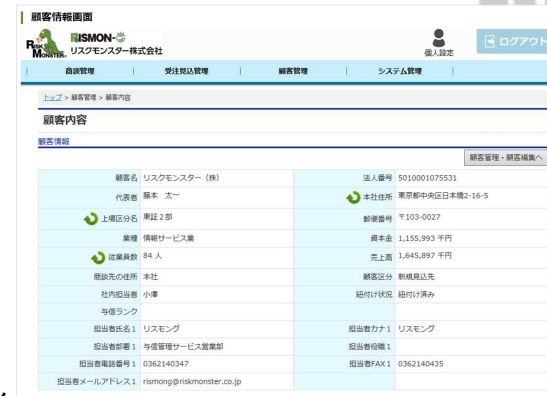 顧客情報画面
RISK MONSTER. RISMON-G リスクモンスター株式会社
個人設定
ログアウト
商談管理 | 受注見込管理 | 顧客管理 | システム管理 |
トップ > 顧客管理 > 顧客内容
顧客内容
顧客情報
顧客管理・顧客編集へ
顧客名 リスクモンスター（株） 法人番号 5010001075531
代表者 藤本 太一 本社住所 東京都中央区日本橋2-16-5
上場区分名 東証２部 郵便番号 〒103-0027
業種 情報サービス業 資本金 1,155,993 千円
従業員数 84 人 売上高 1,645,897 千円
商談先の住所 本社 顧客区分 新規見込先
社内担当者 小澤 紐付け状況 紐付け済み
与信ランク
担当者氏名１ リスモング 担当者カナ１ リスモング
担当者部署１ 与信管理サービス営業部 担当者役職１
担当者電話番号１ 0362140347 担当者FAX１ 0362140435
担当者メールアドレス１ rismong@riskmonster.co.jp